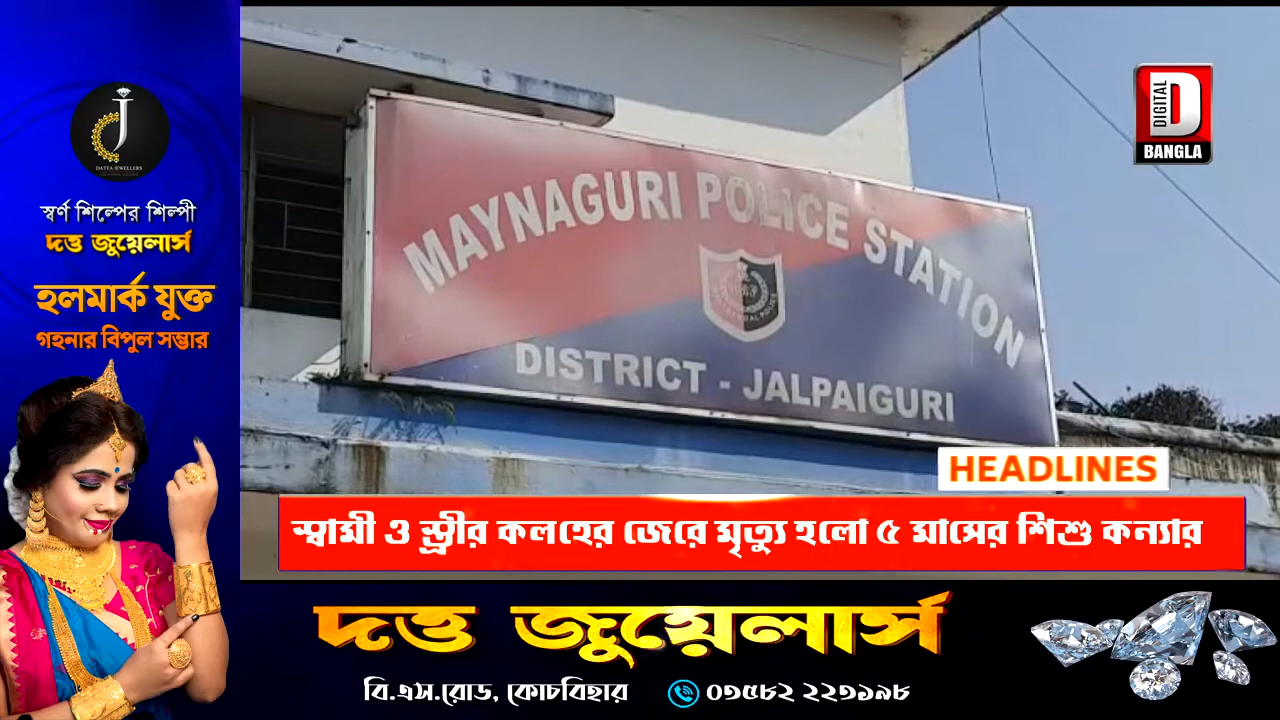 DATTA JEWELLERS
স্বর্ণ শিল্পের শিল্পী
দত্ত জুয়েলার্স
হলমার্ক যুক্ত
গহনার বিপুল সম্ভার
MAYNAGURI POLICE STATION
DISTRICT - JALPAIGURI
DIGITAL
BANGLA
HEADLINES
স্বামী ও স্ত্রীর কলহের জেরে মৃত্যু হলো ৫ মাসের শিশু কন্যার
দত্ত জুয়েলার্স
বি.এস.রোড, কোচবিহার
০৩৫৮২ ২২৩১৯৮